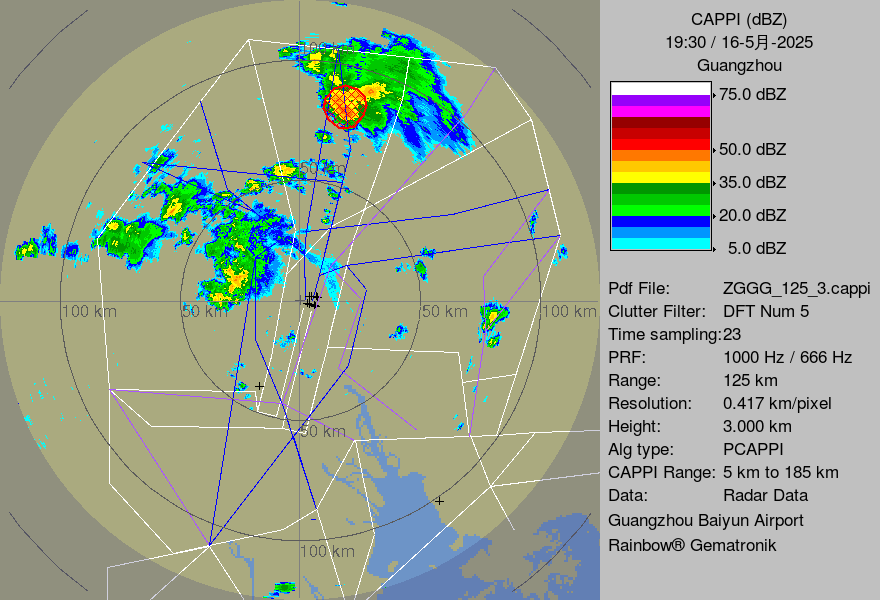 CAPPI (dBZ)
19:30 / 16-5月-2025
Guangzhou
75.0 dBZ
50.0 dBZ
35.0 dBZ
20.0 dBZ
5.0 dBZ
Pdf File: ZGGG_125_3.cappi
Clutter Filter: DFT Num 5
Time sampling:23
PRF: 1000 Hz / 666 Hz
Range: 125 km
Resolution: 0.417 km/pixel
Height: 3.000 km
Alg type: PCAPPI
CAPPI Range: 5 km to 185 km
Data: Radar Data
Guangzhou Baiyun Airport
Rainbow® Gematronik
100 km
50 km
100 km
50 km
50 km
100 km
50 km
100 km